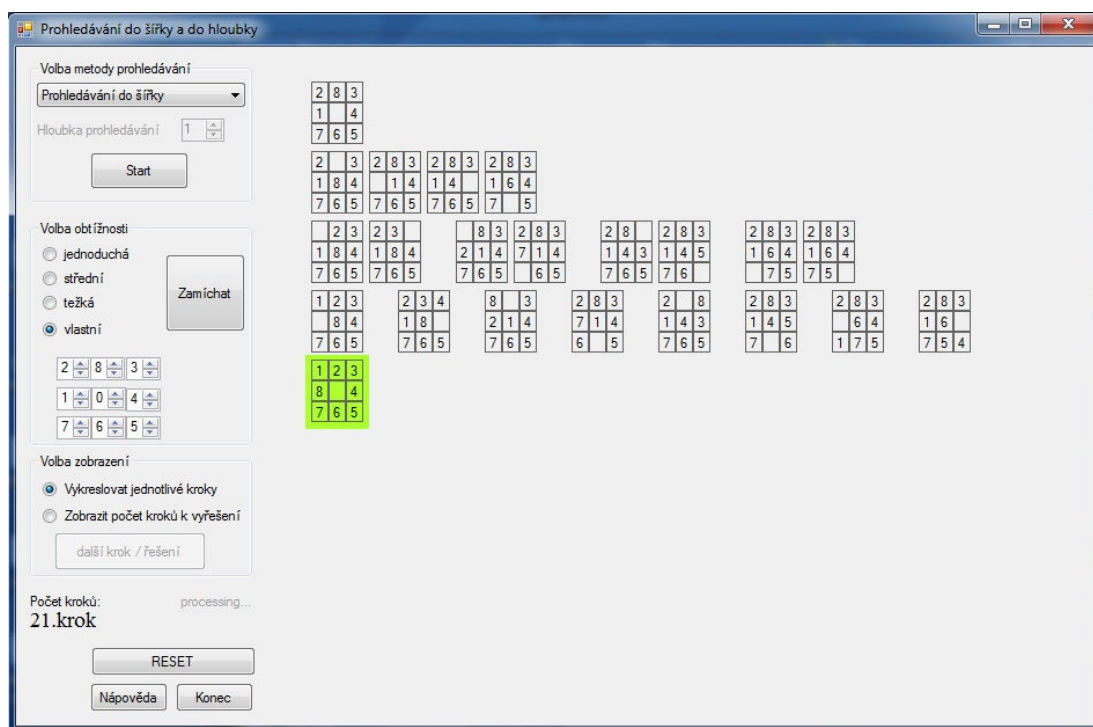 Prohledávání do šířky a do hloubky
Volba metody prohledávání
Prohledávání do šířky
Hloubka prohledávání 1
Start
Volba obtížnosti
jednoduchá
střední
težká
vlastní
Zamíchat
2 8 3
1 0 4
7 6 5
Volba zobrazení
Vykreslovat jednotlivé kroky
Zobrazit počet kroků k vyřešení
další krok / řešení
Počet kroků: processing...
21.krok
RESET
Nápověda Konec
2 8 3
1 4
7 6 5
2 3 2 8 3 2 8 3 2 8 3
1 8 4 1 4 1 4 1 6 4
7 6 5 7 6 5 7 6 5 7 5
2 3 2 3 8 3 2 8 3 2 8 2 8 3 2 8 3 2 8 3
1 8 4 1 8 4 2 1 4 7 1 4 1 4 3 1 4 5 1 6 4 1 6 4
7 6 5 7 6 5 7 6 5 6 5 7 6 5 7 6 7 5 7 5
1 2 3 2 3 4 8 3 2 8 3 2 8 2 8 3 2 8 3 2 8 3
8 4 1 8 2 1 4 7 1 4 1 4 3 1 4 5 6 4 1 6
7 6 5 7 6 5 7 6 5 6 5 7 6 5 7 6 1 7 5 7 5 4
1 2 3
8 4
7 6 5